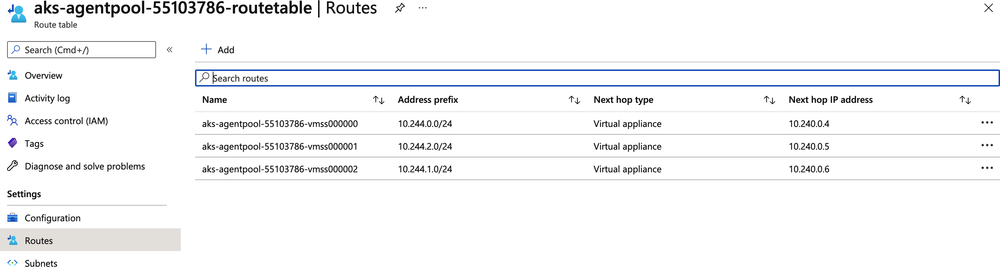 aks-agentpool-55103786-routetable | Routes
Route table
Search (Cmd+/)
Overview
Activity log
Access control (IAM)
Tags
Diagnose and solve problems
Settings
Configuration
Routes
Subnets
Add
Search routes
Name Address prefix Next hop type Next hop IP address
aks-agentpool-55103786-vmss000000 10.244.0.0/24 Virtual appliance 10.240.0.4
aks-agentpool-55103786-vmss000001 10.244.2.0/24 Virtual appliance 10.240.0.5
aks-agentpool-55103786-vmss000002 10.244.1.0/24 Virtual appliance 10.240.0.6